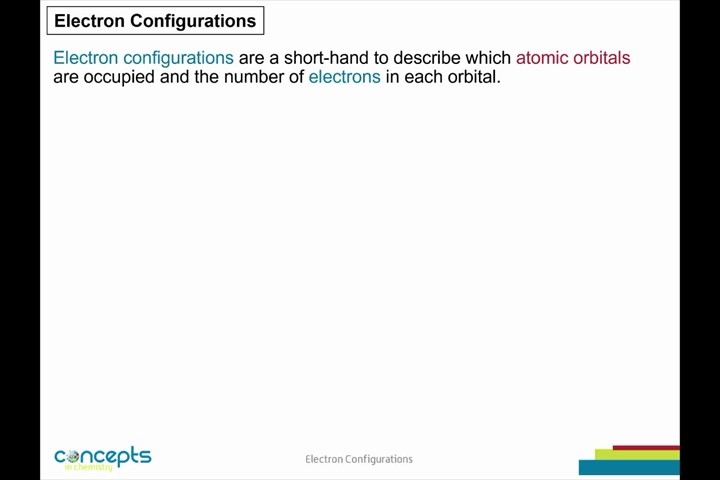 Electron Configurations
Electron configurations are a short-hand to describe which atomic orbitals
are occupied and the number of electrons in each orbital.
concepts
in chemistry
Electron Configurations